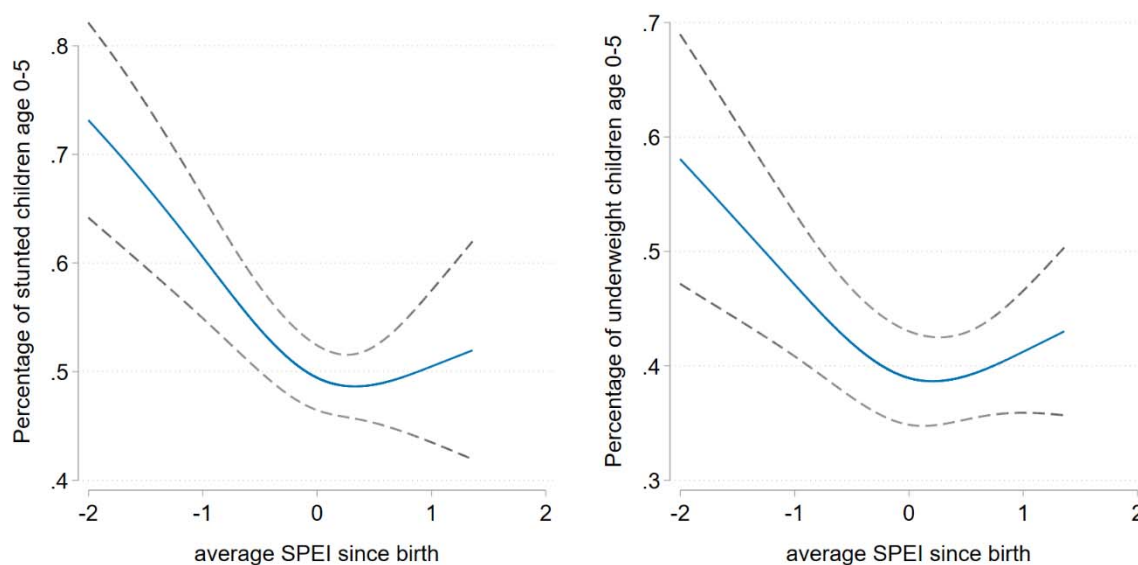 Percentage of stunted children age 0-5
.8
.7
.6
.5
.4
-2 -1 0 1 2
average SPEI since birth
Percentage of underweight children age 0-5
.7
.6
.5
.4
.3
-2 -1 0 1 2
average SPEI since birth